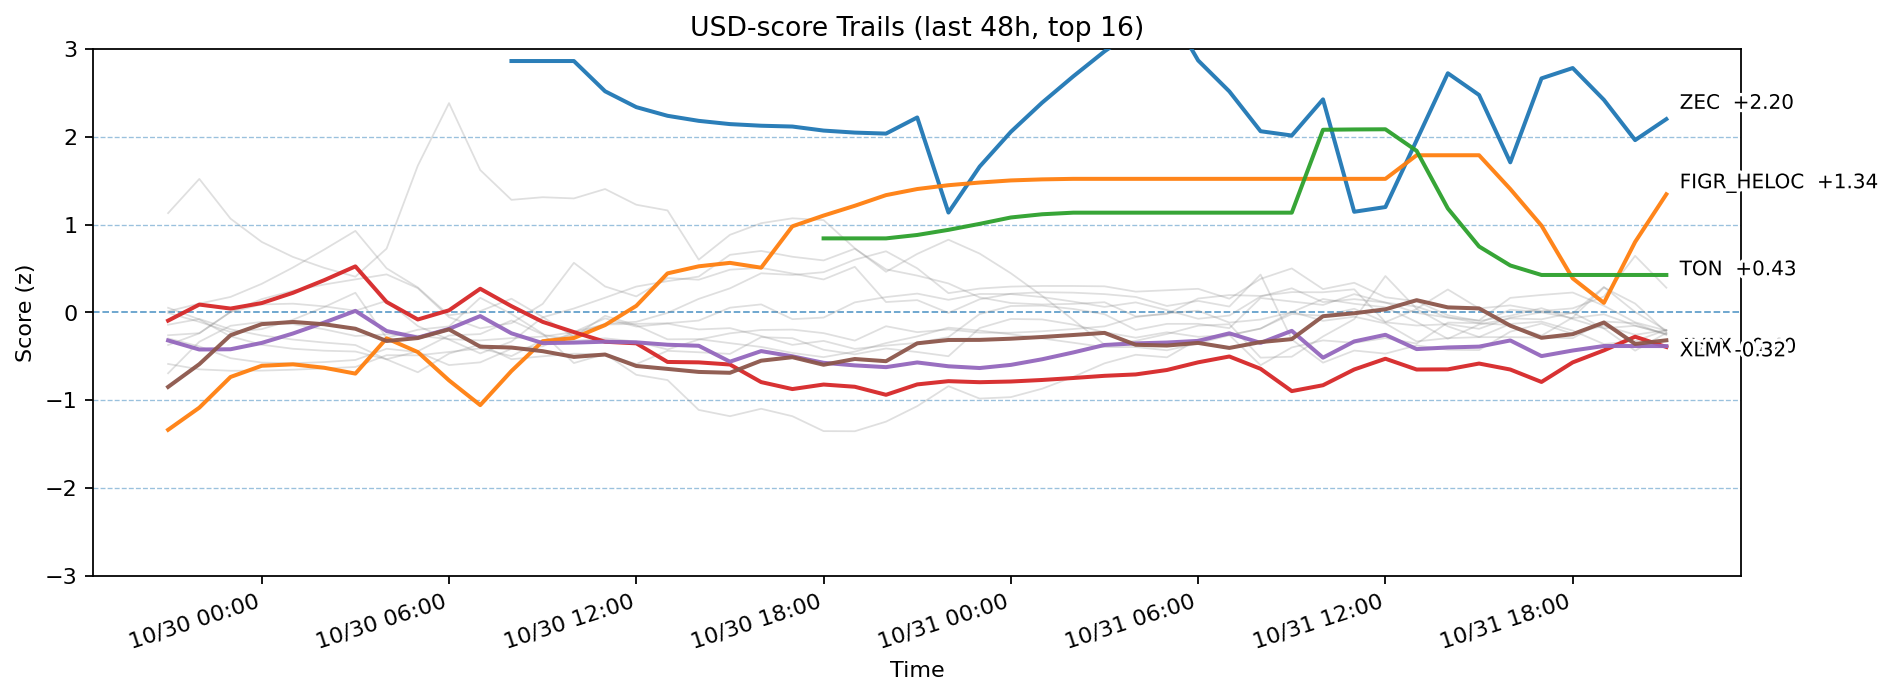 USD-score Trails (last 48h, top 16)
Score (z)
3
2
1
0
−1
−2
−3
ZEC +2.20
FIGR_HELOC +1.34
TON +0.43
XLM -0.32
10/30 00:00
10/30 06:00
10/30 12:00
10/30 18:00
10/31 00:00
10/31 06:00
10/31 12:00
10/31 18:00
Time